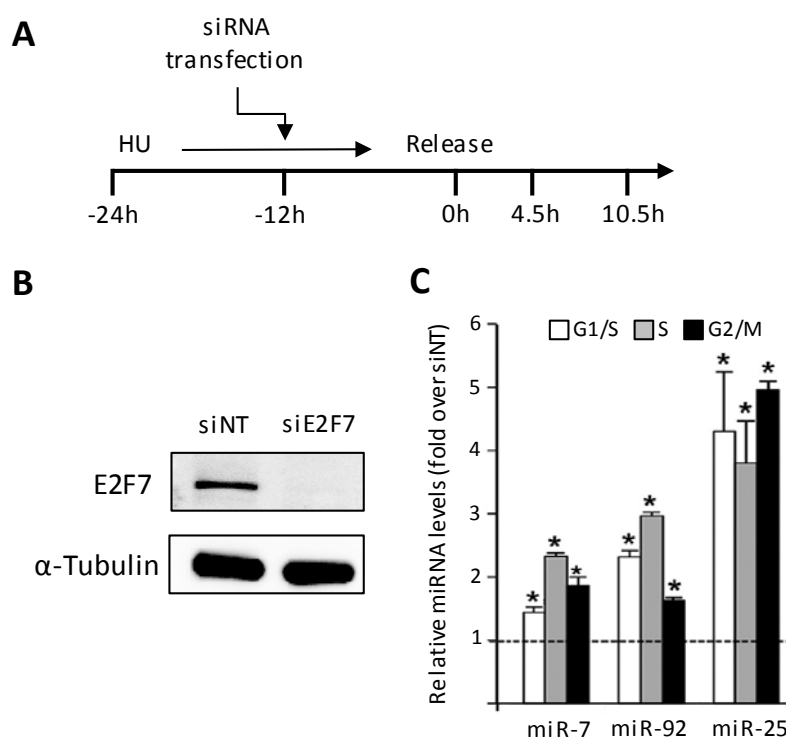 A
siRNA
transfection
HU
Release
-24h
-12h
0h
4.5h
10.5h
B
siNT
siE2F7
E2F7
α-Tubulin
C
Relative miRNA levels (fold over siNT)
6
5
4
3
2
1
G1/S
S
G2/M
*
*
*
*
*
*
*
*
*
miR-7
miR-92
miR-25